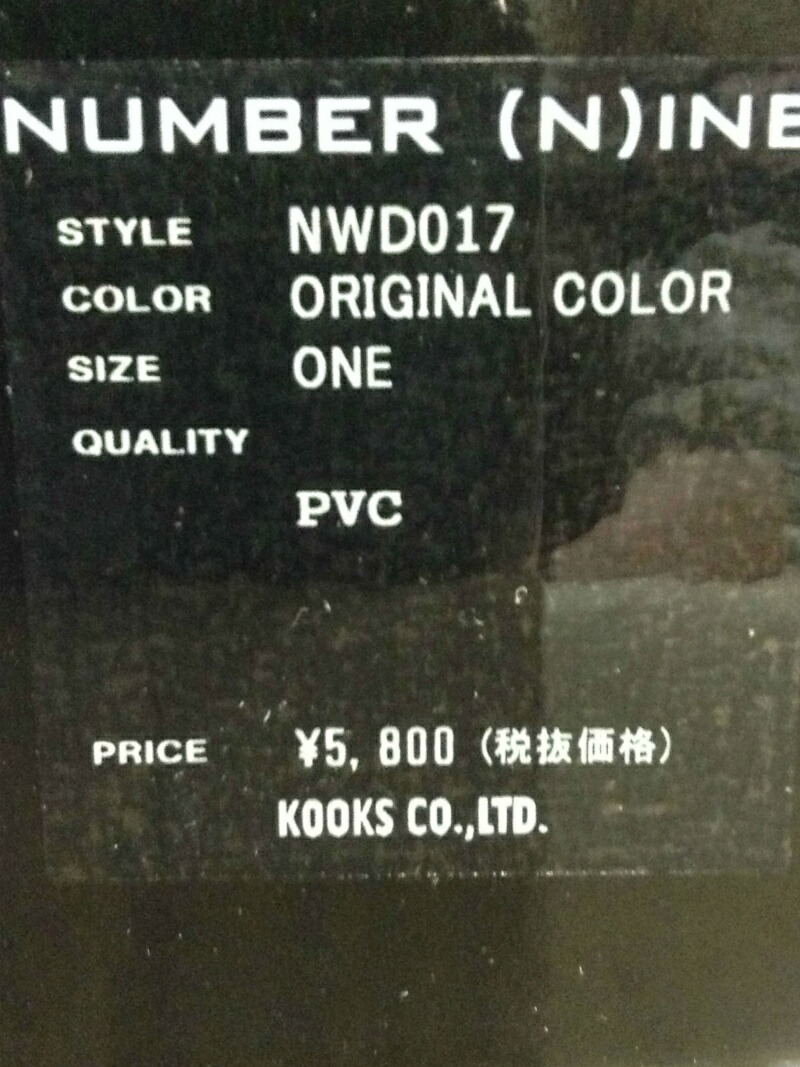 NUMBER (N)INE
STYLE NWD017
COLOR ORIGINAL COLOR
SIZE ONE
QUALITY
PVC
PRICE ¥5,800 (税抜価格)
KOOKS CO.,LTD.